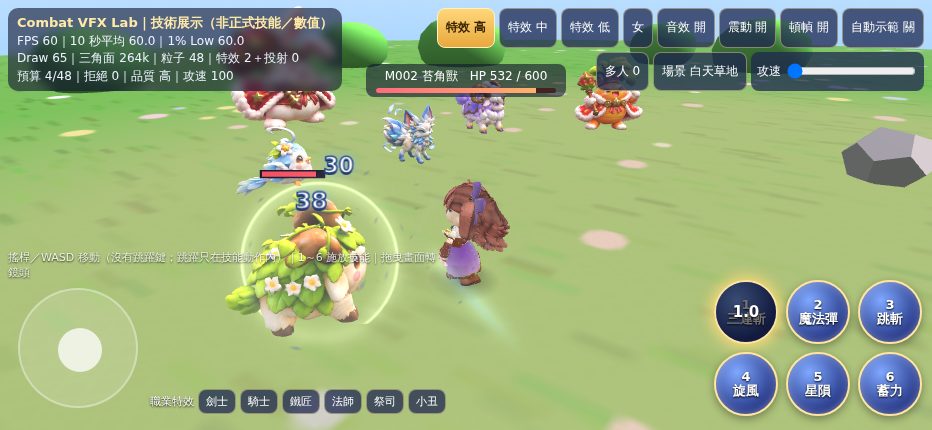 Combat VFX Lab｜技術展示（非正式技能／數值）
FPS 60｜10 秒平均 60.0｜1% Low 60.0
Draw 65｜三角面 264k｜粒子 48｜特效 2＋投射 0
預算 4/48｜拒絕 0｜品質 高｜攻速 100
特效 高
特效 中
特效 低
女
音效 開
震動 開
頓幀 開
自動示範 關
M002 苔角獸 HP 532 / 600
多人 0
場景 白天草地
攻速
30
38
搖桿／WASD 移動（沒有跳躍鍵；跳躍只在技能動作內）｜1～6 施放技能｜拖曳畫面轉
鏡頭
1
1.0
三連斬
2
魔法彈
3
跳斬
4
旋風
5
星隕
6
蓄力
職業特效
劍士
騎士
鐵匠
法師
祭司
小丑